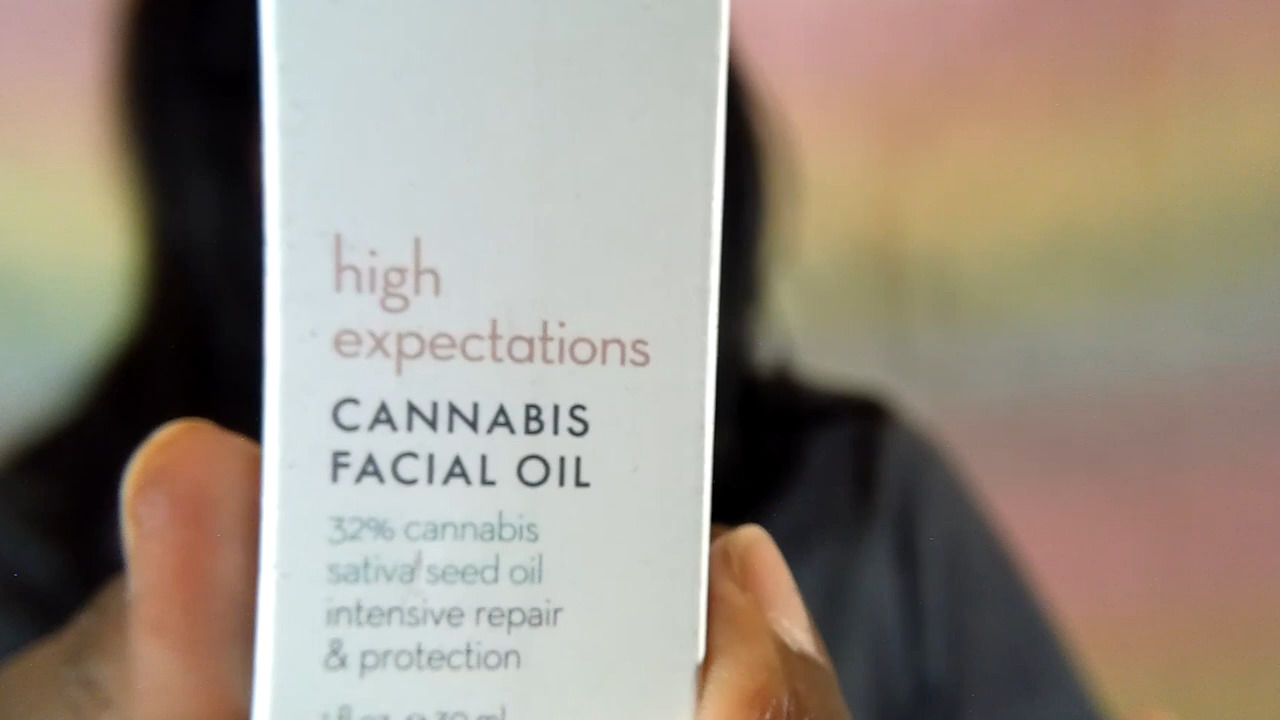 high
expectations
CANNABIS
FACIAL OIL
32% cannabis
sativa seed oil
intensive repair
& protection